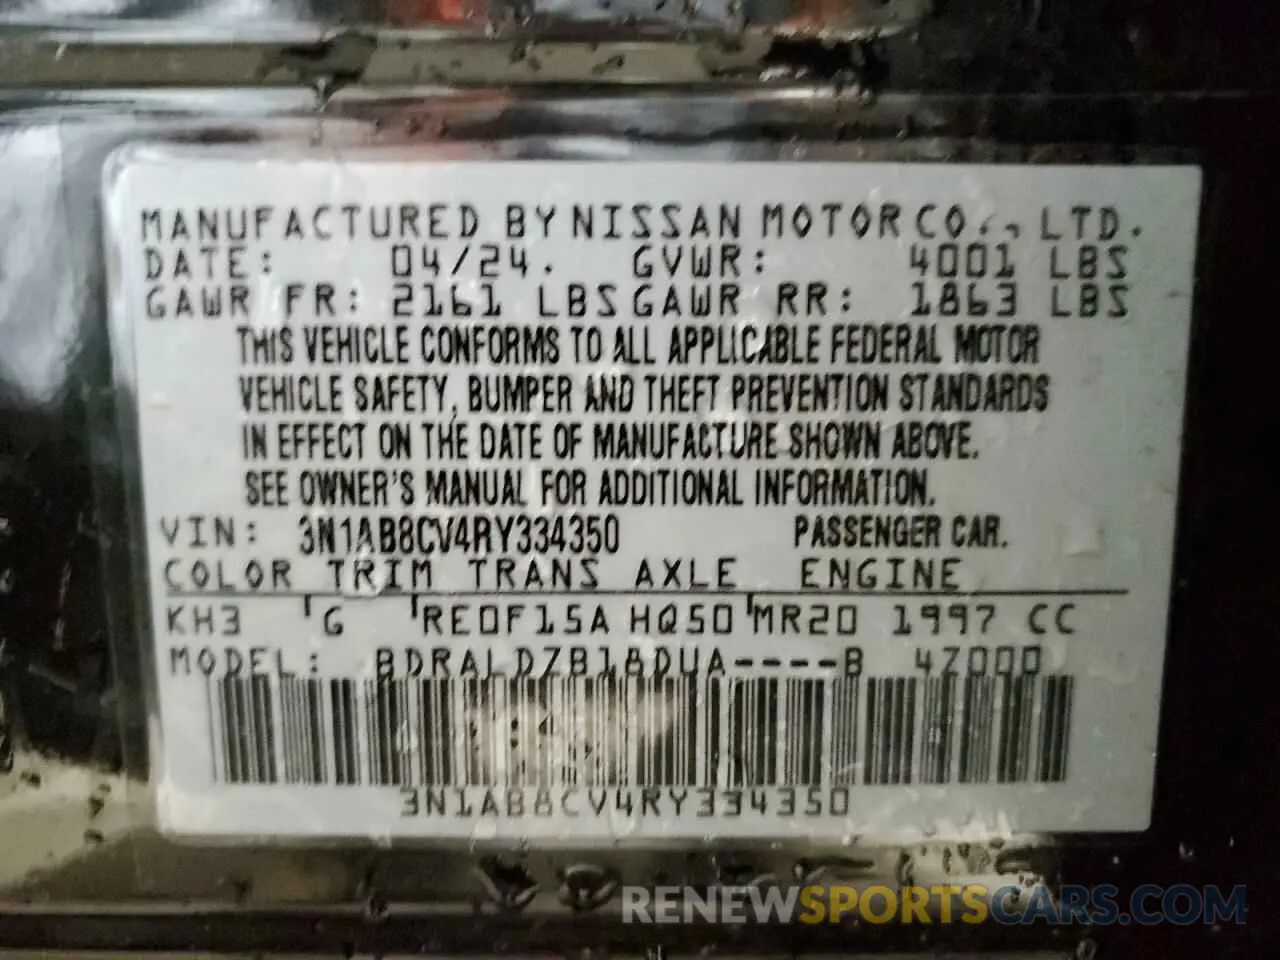 MANUFACTURED BY NISSAN MOTOR CO., LTD.
DATE: 04/24. GVWR: 4001 LBS
GAWR FR: 2161 LBS GAWR RR: 1863 LBS
THIS VEHICLE CONFORMS TO ALL APPLICABLE FEDERAL MOTOR
VEHICLE SAFETY, BUMPER AND THEFT PREVENTION STANDARDS
IN EFFECT ON THE DATE OF MANUFACTURE SHOWN ABOVE.
SEE OWNER'S MANUAL FOR ADDITIONAL INFORMATION.
VIN: 3N1AB8CV4RY334350 PASSENGER CAR.
COLOR TRIM TRANS AXLE ENGINE
KH3 G RE0F15A HQ50 MR20 1997 CC
MODEL: BDRALDZB18DUA----B 4Z000
3N1AB8CV4RY334350
RENEWSPORTSCARS.COM